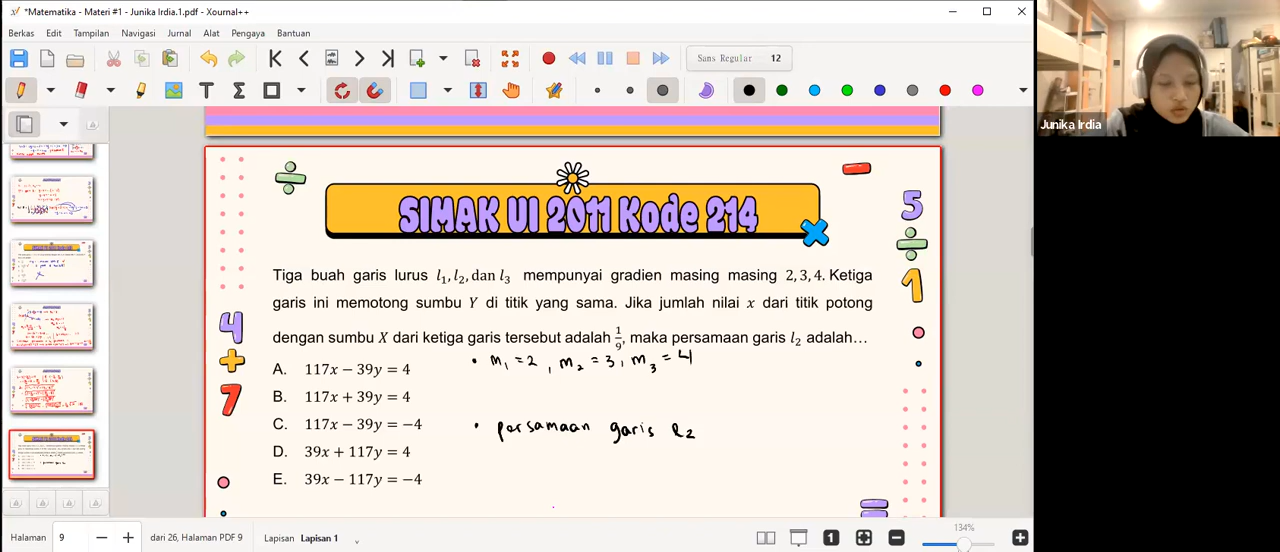 *Matematika - Materi #1 - Junika Irdia.1.pdf - Xournal++
Berkas Edit Tampilan Navigasi Jurnal Alat Pengaya Bantuan
Sans Regular 12
Junika Irdia
SIMAK UI 2011 Kode 214
Tiga buah garis lurus l₁, l₂, dan l₃ mempunyai gradien masing masing 2, 3, 4. Ketiga
garis ini memotong sumbu Y di titik yang sama. Jika jumlah nilai x dari titik potong
dengan sumbu X dari ketiga garis tersebut adalah 1/9, maka persamaan garis l₂ adalah…
• m₁ = 2 , m₂ = 3 , m₃ = 4
A. 117x − 39y = 4
B. 117x + 39y = 4
C. 117x − 39y = −4
• persamaan garis l₂
D. 39x + 117y = 4
E. 39x − 117y = −4
4
+
7
5
÷
1
Halaman 9 dari 26, Halaman PDF 9 Lapisan Lapisan 1 134%